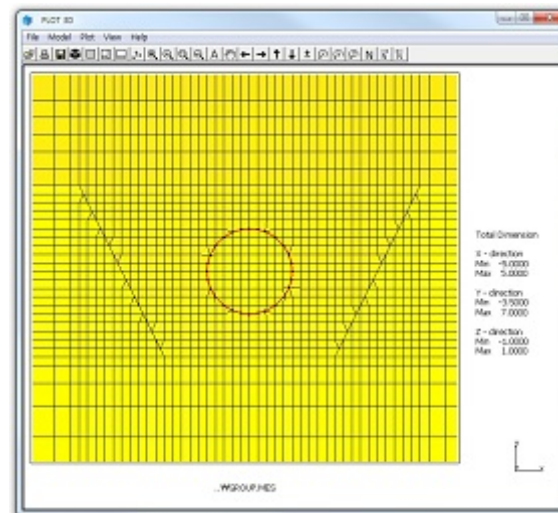 PLOT 3D
File Model Plot View Help
A N
Total Dimension
X - direction
Min -5.0000
Max 5.0000
Y - direction
Min -3.5000
Max 7.0000
Z - direction
Min -1.0000
Max 1.0000
..₩GROUP.MES